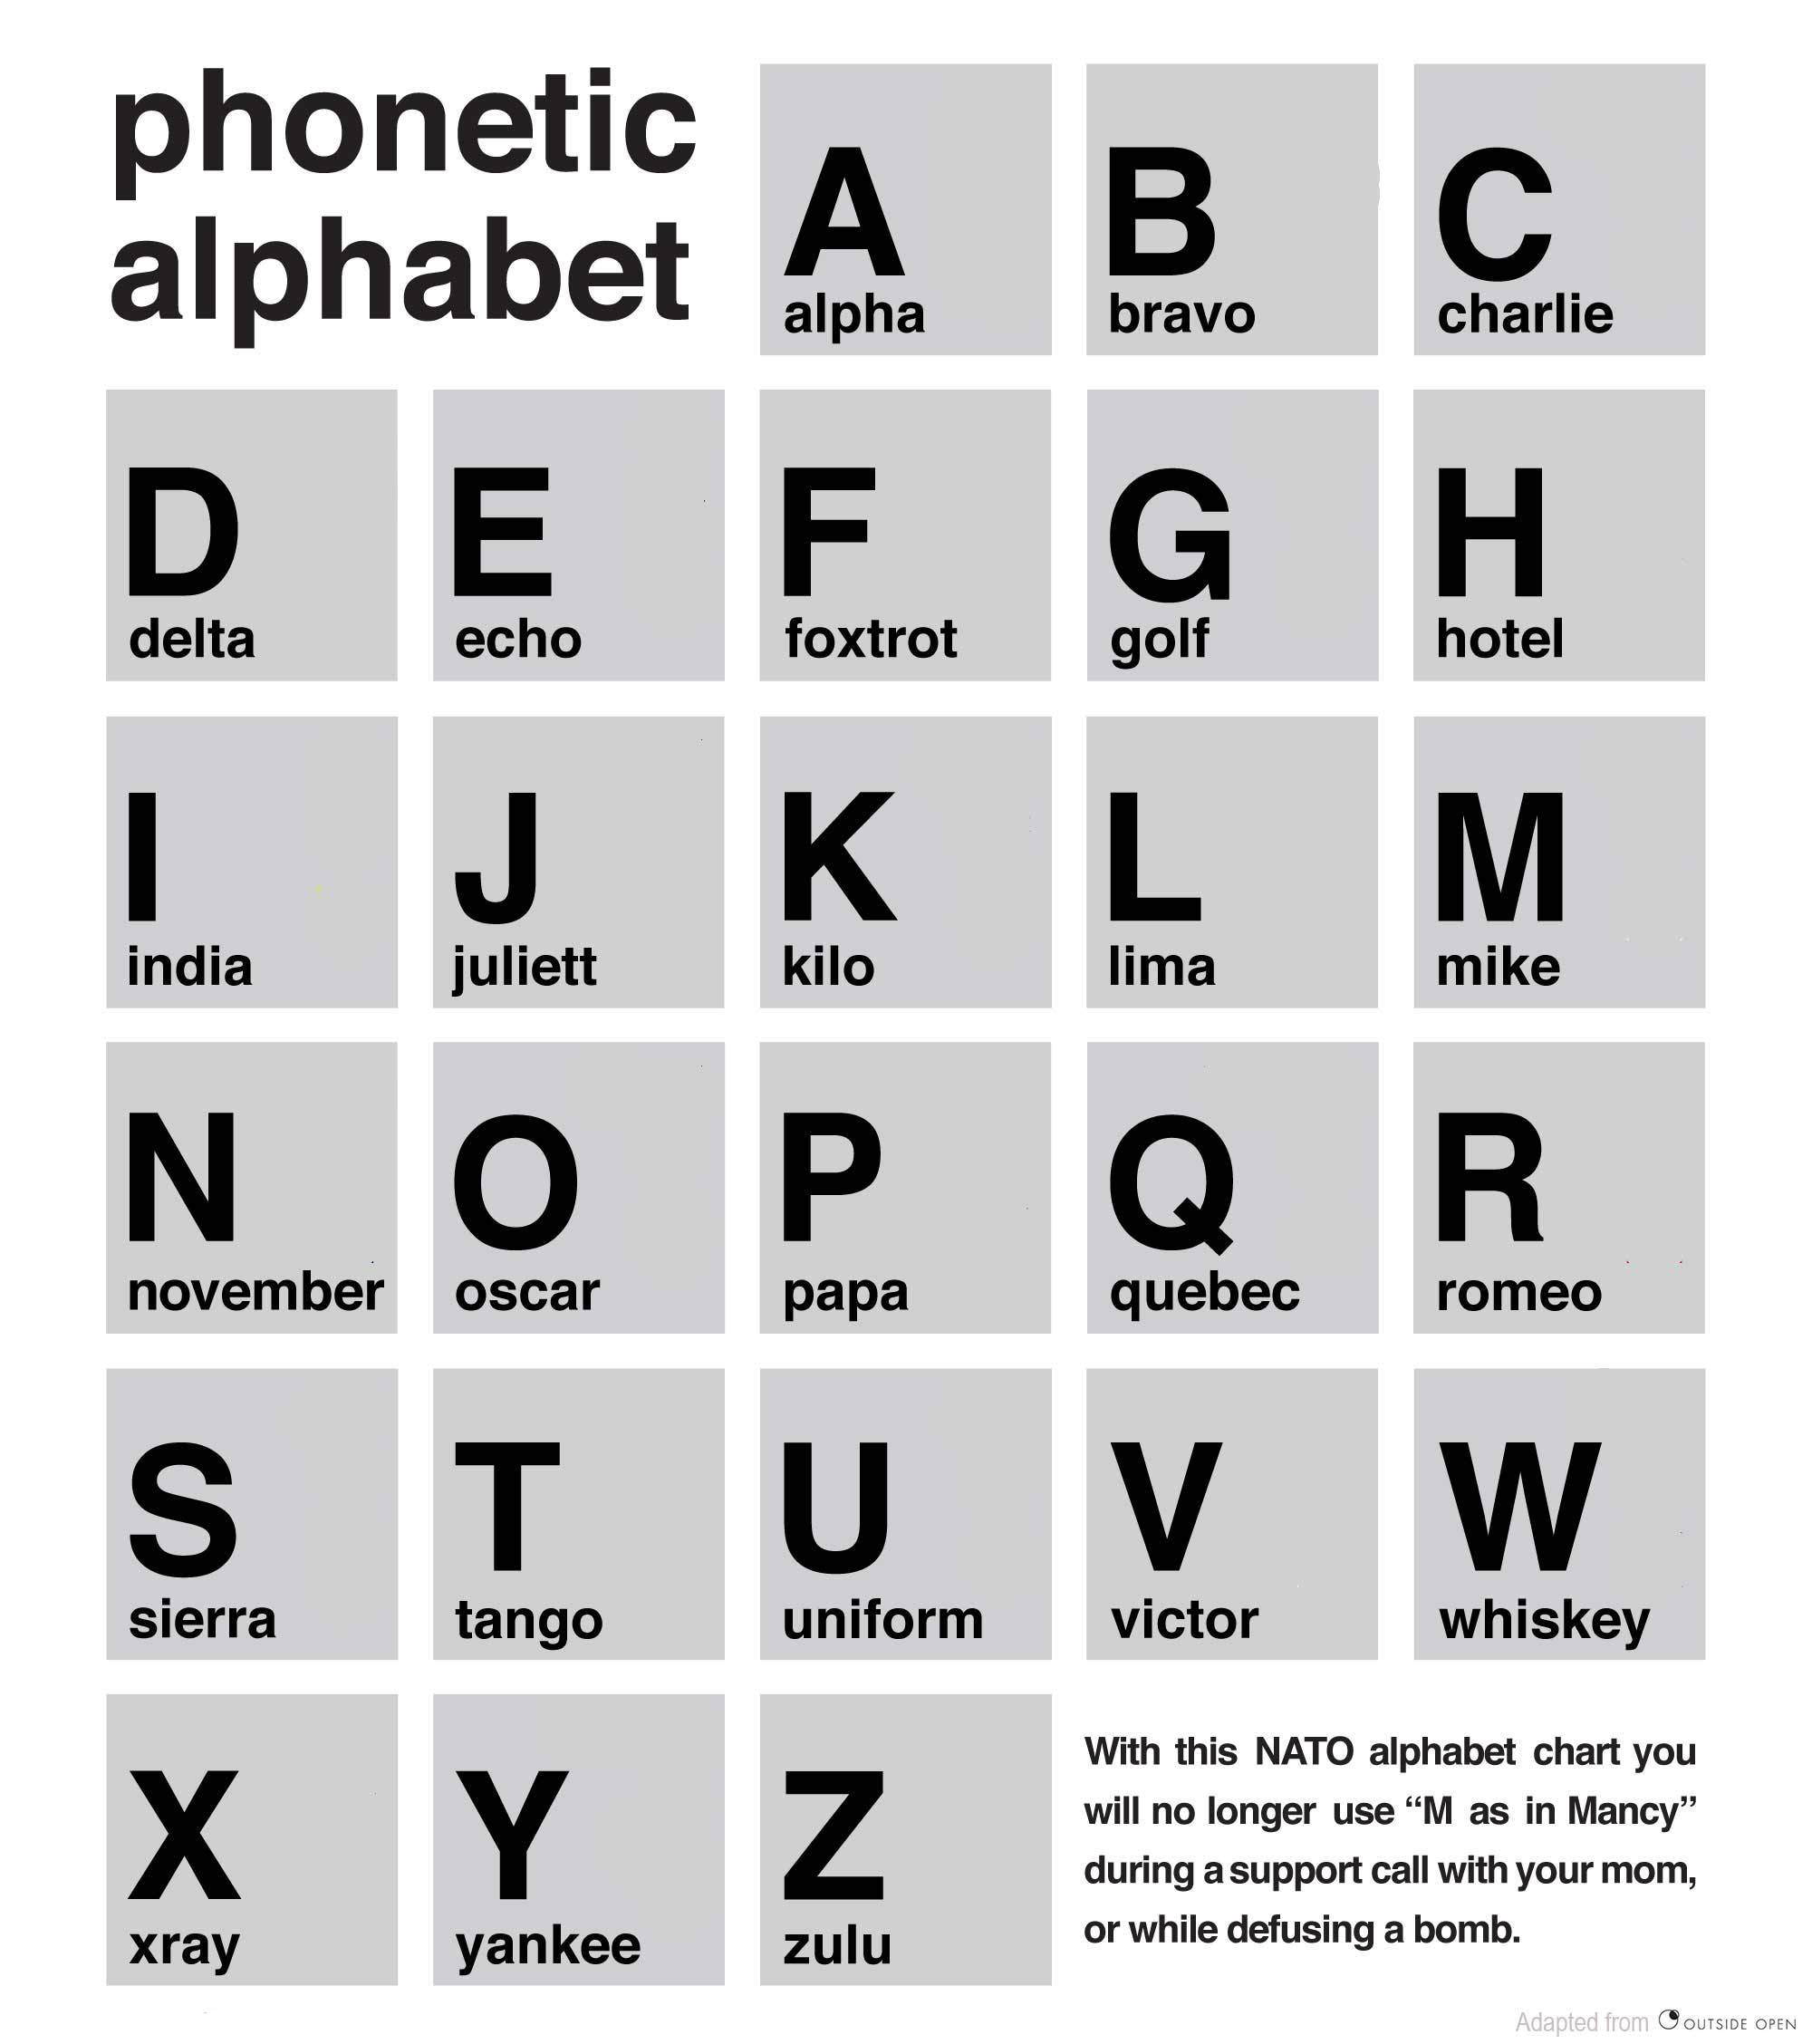 phonetic
alphabet
A
alpha
B
bravo
C
charlie
D
delta
E
echo
F
foxtrot
G
golf
H
hotel
I
india
J
juliett
K
kilo
L
lima
M
mike
N
november
O
oscar
P
papa
Q
quebec
R
romeo
S
sierra
T
tango
U
uniform
V
victor
W
whiskey
X
xray
Y
yankee
Z
zulu
With this NATO alphabet chart you
will no longer use “M as in Mancy”
during a support call with your mom,
or while defusing a bomb.
Adapted from OUTSIDE OPEN